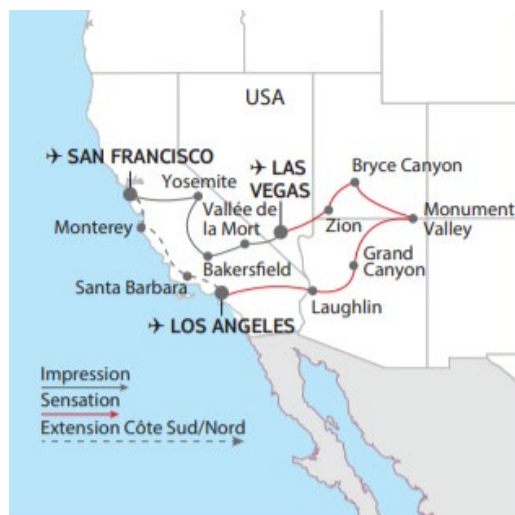 USA
✈ SAN FRANCISCO
✈ LAS
VEGAS
Bryce Canyon
Yosemite
Vallée de
la Mort
Zion
Monument
Valley
Monterey
Bakersfield
Grand
Canyon
Santa Barbara
Laughlin
✈ LOS ANGELES
Impression
Sensation
Extension Côte Sud/Nord